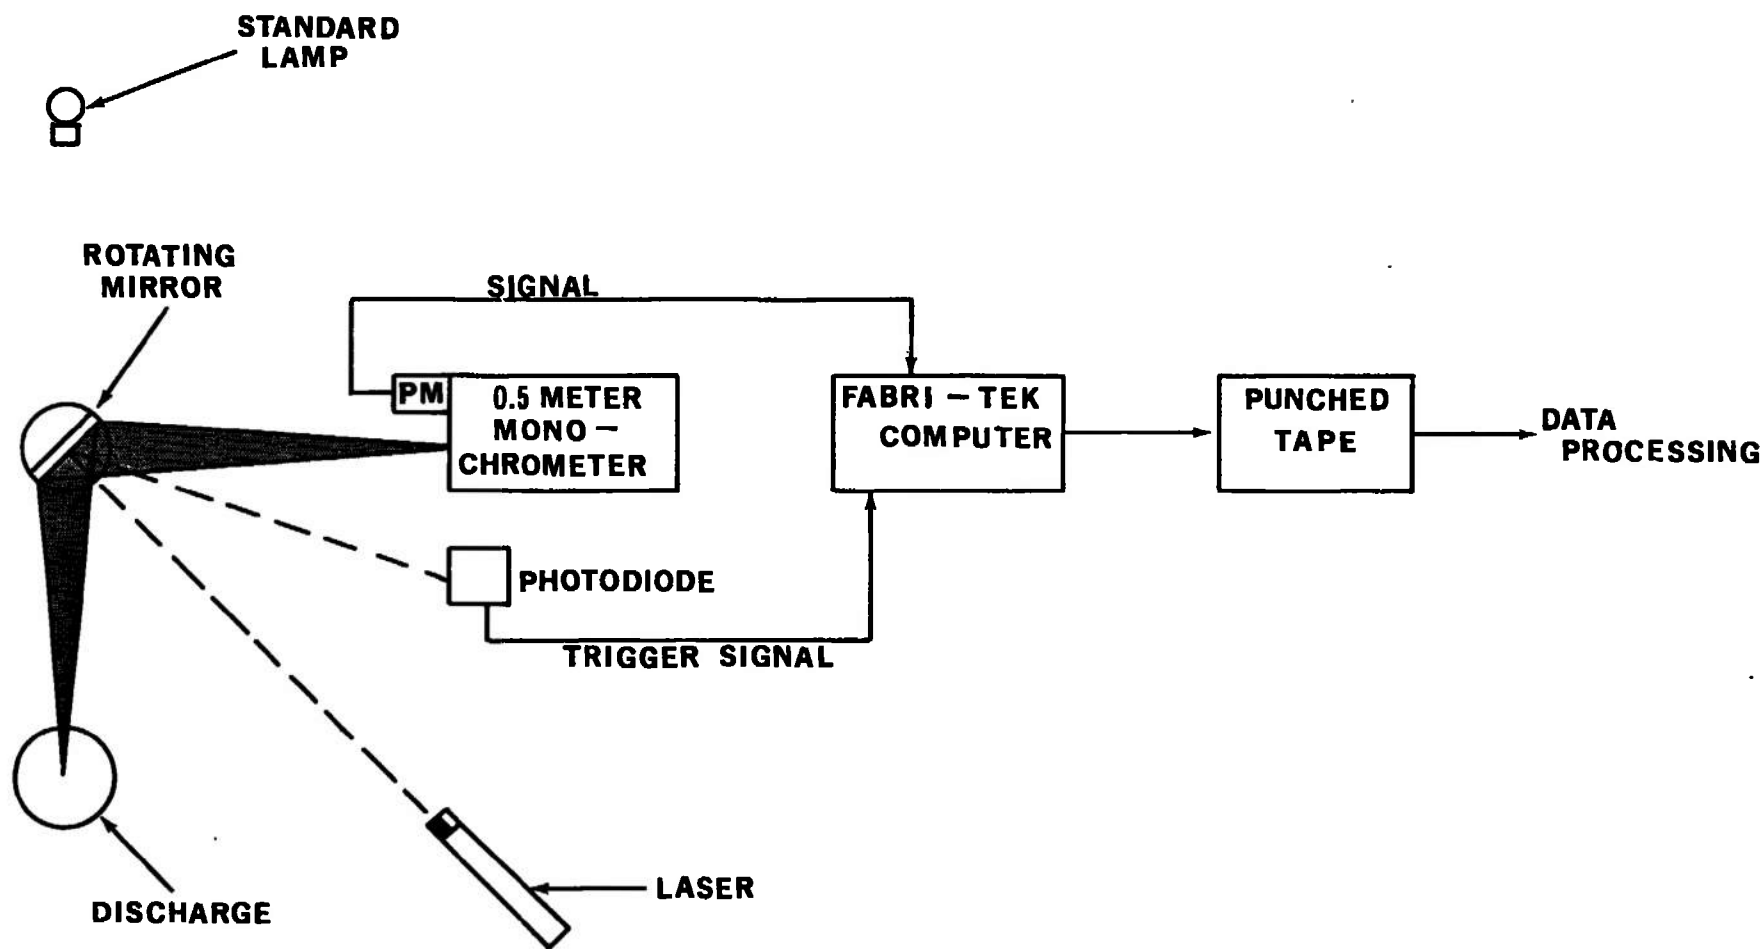 STANDARD
LAMP
ROTATING
MIRROR
SIGNAL
PM
0.5 METER
MONO-
CHROMETER
FABRI-TEK
COMPUTER
PUNCHED
TAPE
DATA
PROCESSING
PHOTODIODE
TRIGGER SIGNAL
LASER
DISCHARGE